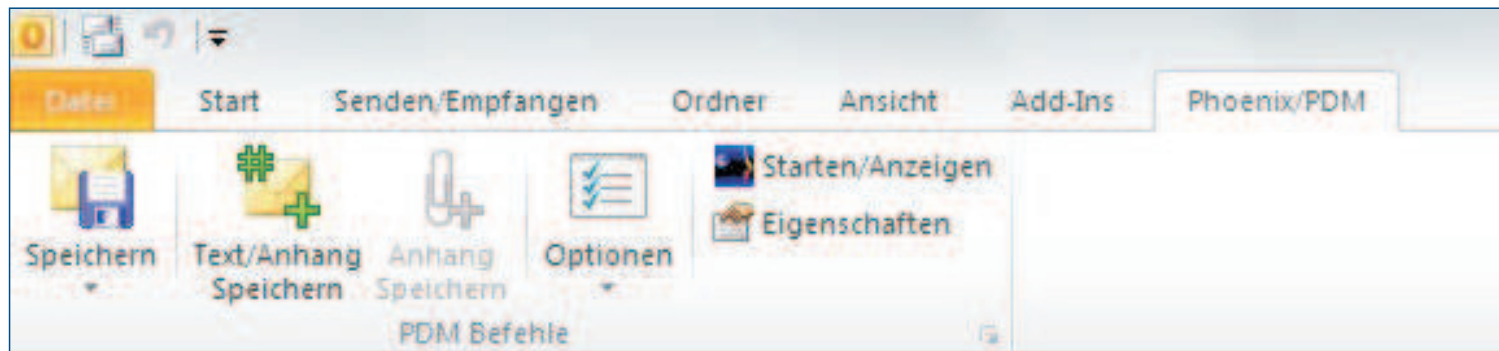 Datei Start Senden/Empfangen Ordner Ansicht Add-Ins Phoenix/PDM
Starten/Anzeigen
Eigenschaften
Speichern Text/Anhang Speichern Anhang Speichern Optionen
PDM Befehle